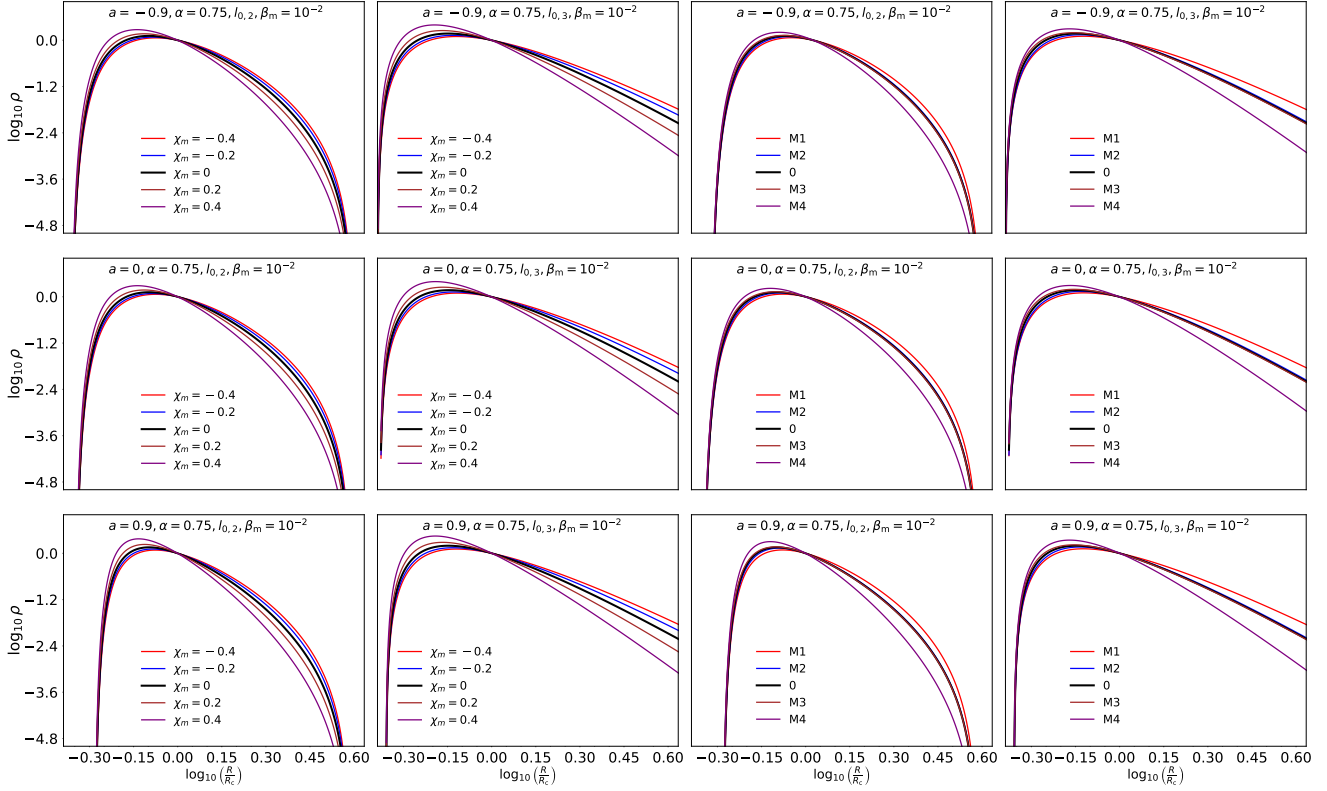 a = −0.9, α = 0.75, l₀,₂, βₘ = 10⁻²
0.0
−1.2
−2.4
−3.6
−4.8
log₁₀ ρ
χₘ = −0.4
χₘ = −0.2
χₘ = 0
χₘ = 0.2
χₘ = 0.4
a = −0.9, α = 0.75, l₀,₃, βₘ = 10⁻²
χₘ = −0.4
χₘ = −0.2
χₘ = 0
χₘ = 0.2
χₘ = 0.4
a = −0.9, α = 0.75, l₀,₂, βₘ = 10⁻²
M1
M2
0
M3
M4
a = −0.9, α = 0.75, l₀,₃, βₘ = 10⁻²
M1
M2
0
M3
M4
a = 0, α = 0.75, l₀,₂, βₘ = 10⁻²
0.0
−1.2
−2.4
−3.6
−4.8
log₁₀ ρ
χₘ = −0.4
χₘ = −0.2
χₘ = 0
χₘ = 0.2
χₘ = 0.4
a = 0, α = 0.75, l₀,₃, βₘ = 10⁻²
χₘ = −0.4
χₘ = −0.2
χₘ = 0
χₘ = 0.2
χₘ = 0.4
a = 0, α = 0.75, l₀,₂, βₘ = 10⁻²
M1
M2
0
M3
M4
a = 0, α = 0.75, l₀,₃, βₘ = 10⁻²
M1
M2
0
M3
M4
a = 0.9, α = 0.75, l₀,₂, βₘ = 10⁻²
0.0
−1.2
−2.4
−3.6
−4.8
log₁₀ ρ
χₘ = −0.4
χₘ = −0.2
χₘ = 0
χₘ = 0.2
χₘ = 0.4
−0.30 −0.15 0.00 0.15 0.30 0.45 0.60
log₁₀ (R/R_c)
a = 0.9, α = 0.75, l₀,₃, βₘ = 10⁻²
χₘ = −0.4
χₘ = −0.2
χₘ = 0
χₘ = 0.2
χₘ = 0.4
−0.30 −0.15 0.00 0.15 0.30 0.45 0.60
log₁₀ (R/R_c)
a = 0.9, α = 0.75, l₀,₂, βₘ = 10⁻²
M1
M2
0
M3
M4
−0.30 −0.15 0.00 0.15 0.30 0.45 0.60
log₁₀ (R/R_c)
a = 0.9, α = 0.75, l₀,₃, βₘ = 10⁻²
M1
M2
0
M3
M4
−0.30 −0.15 0.00 0.15 0.30 0.45 0.60
log₁₀ (R/R_c)